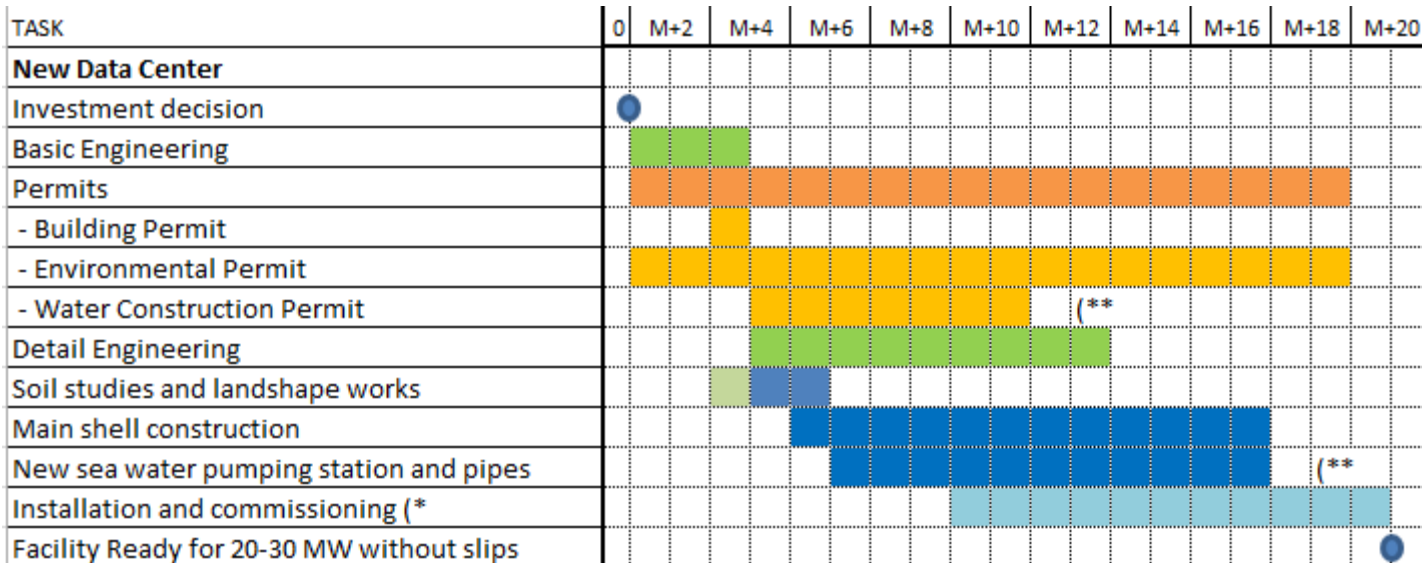 TASK 0 M+2 M+4 M+6 M+8 M+10 M+12 M+14 M+16 M+18 M+20
New Data Center
Investment decision
Basic Engineering
Permits
- Building Permit
- Environmental Permit
- Water Construction Permit (**
Detail Engineering
Soil studies and landshape works
Main shell construction
New sea water pumping station and pipes (**
Installation and commissioning (*
Facility Ready for 20-30 MW without slips